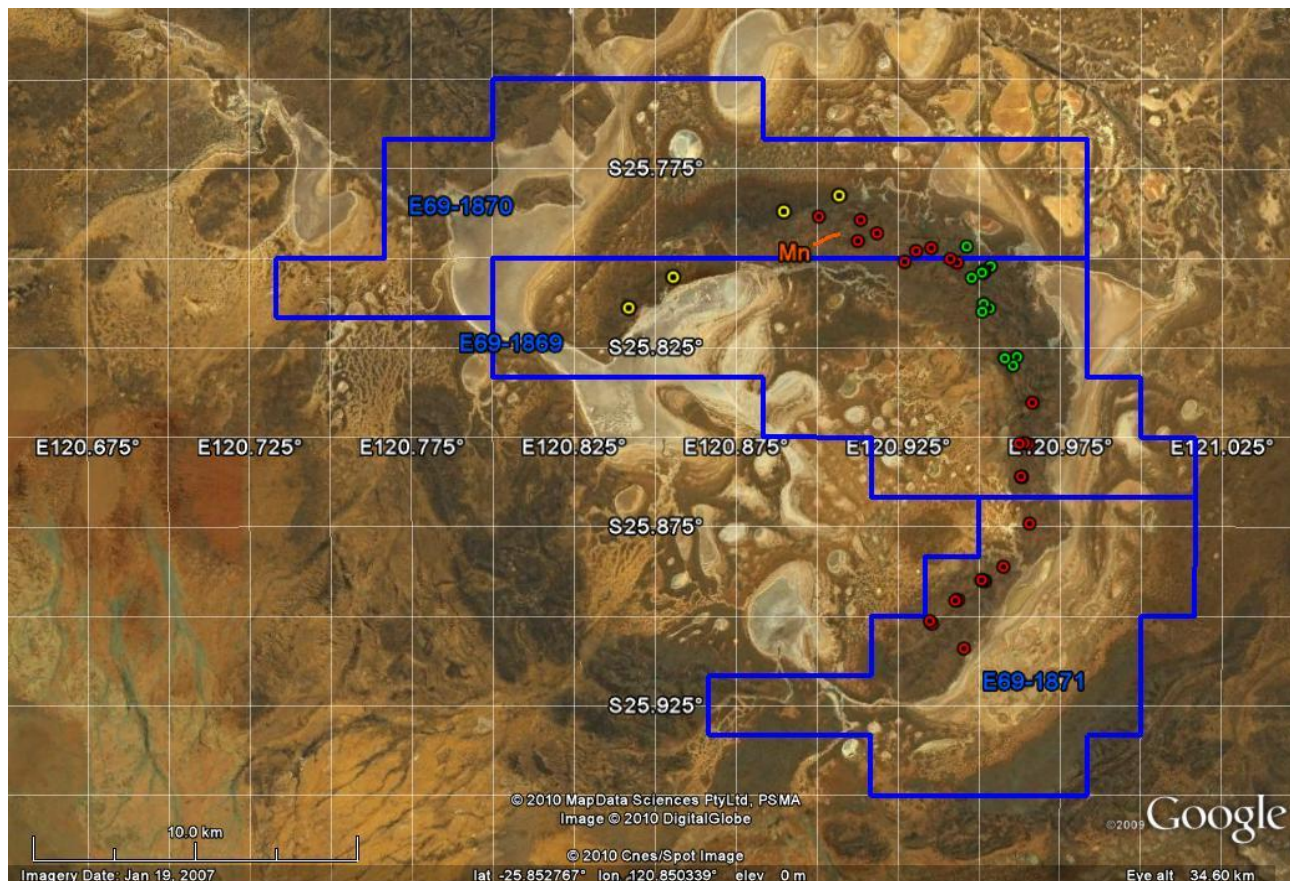 S25.775°
E69-1870
Mn
E69-1869
S25.825°
E120.675°
E120.725°
E120.775°
E120.825°
E120.875°
E120.925°
E120.975°
E121.025°
S25.875°
E69-1871
S25.925°
© 2010 MapData Sciences PtyLtd, PSMA
Image © 2010 DigitalGlobe
©2009 Google
10.0 km
© 2010 Cnes/Spot Image
Imagery Date: Jan 19, 2007
lat -25.852767° lon 120.850339° elev 0 m
Eye alt 34.60 km